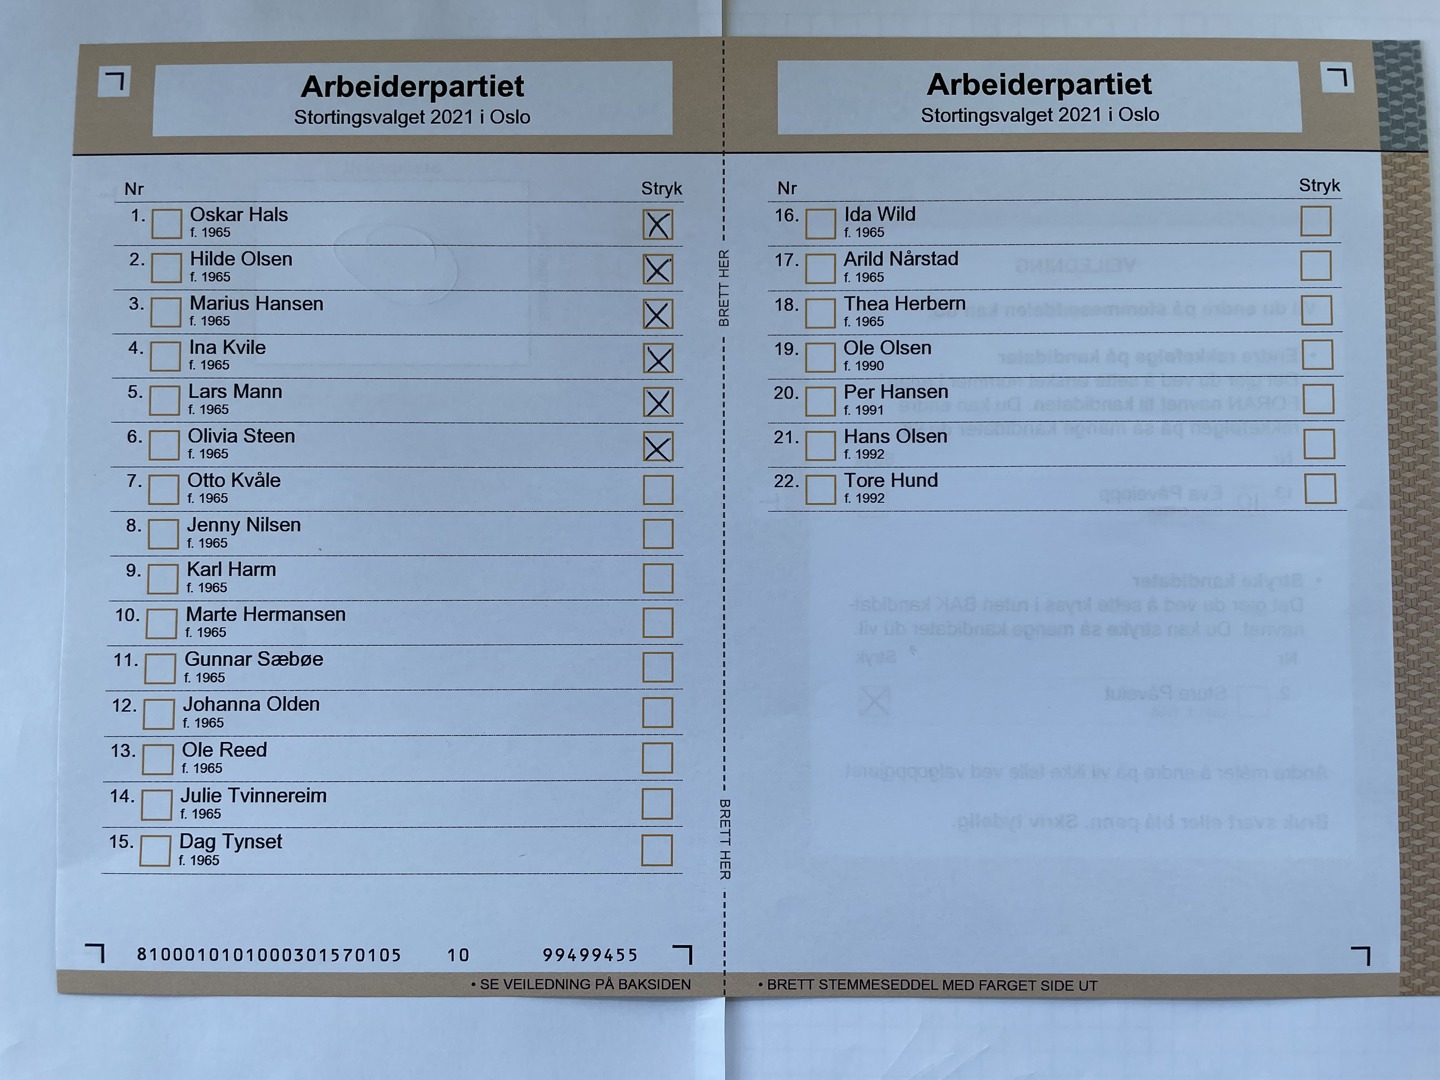 Arbeiderpartiet
Stortingsvalget 2021 i Oslo
Nr Stryk
1. Oskar Hals
f. 1965
2. Hilde Olsen
f. 1965
3. Marius Hansen
f. 1965
4. Ina Kvile
f. 1965
5. Lars Mann
f. 1965
6. Olivia Steen
f. 1965
7. Otto Kvåle
f. 1965
8. Jenny Nilsen
f. 1965
9. Karl Harm
f. 1965
10. Marte Hermansen
f. 1965
11. Gunnar Sæbøe
f. 1965
12. Johanna Olden
f. 1965
13. Ole Reed
f. 1965
14. Julie Tvinnereim
f. 1965
15. Dag Tynset
f. 1965
81000101010003015​70105 10 99499455
• SE VEILEDNING PÅ BAKSIDEN
BRETT HER
BRETT HER
Arbeiderpartiet
Stortingsvalget 2021 i Oslo
Nr Stryk
16. Ida Wild
f. 1965
17. Arild Nårstad
f. 1965
18. Thea Herbern
f. 1965
19. Ole Olsen
f. 1990
20. Per Hansen
f. 1991
21. Hans Olsen
f. 1992
22. Tore Hund
f. 1992
• BRETT STEMMESEDDEL MED FARGET SIDE UT